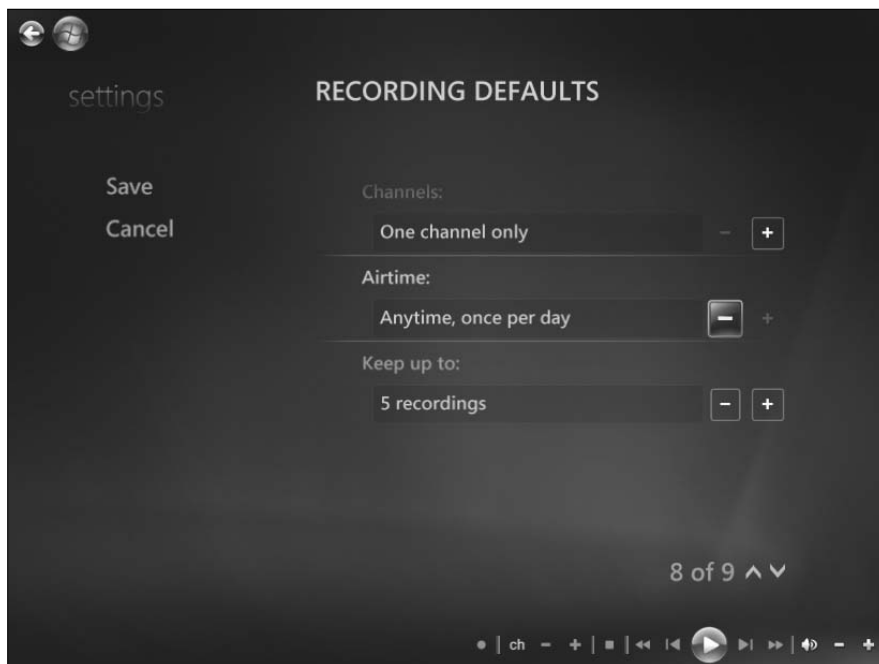 settings
RECORDING DEFAULTS
Save
Cancel
Channels:
One channel only - +
Airtime:
Anytime, once per day - +
Keep up to:
5 recordings - +
8 of 9
ch - + - +